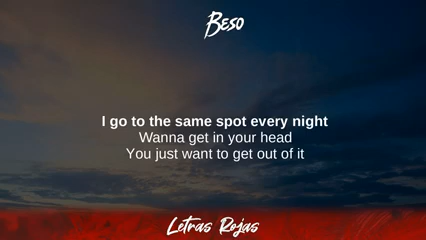 Beso
I go to the same spot every night
Wanna get in your head
You just want to get out of it
Letras Rojas